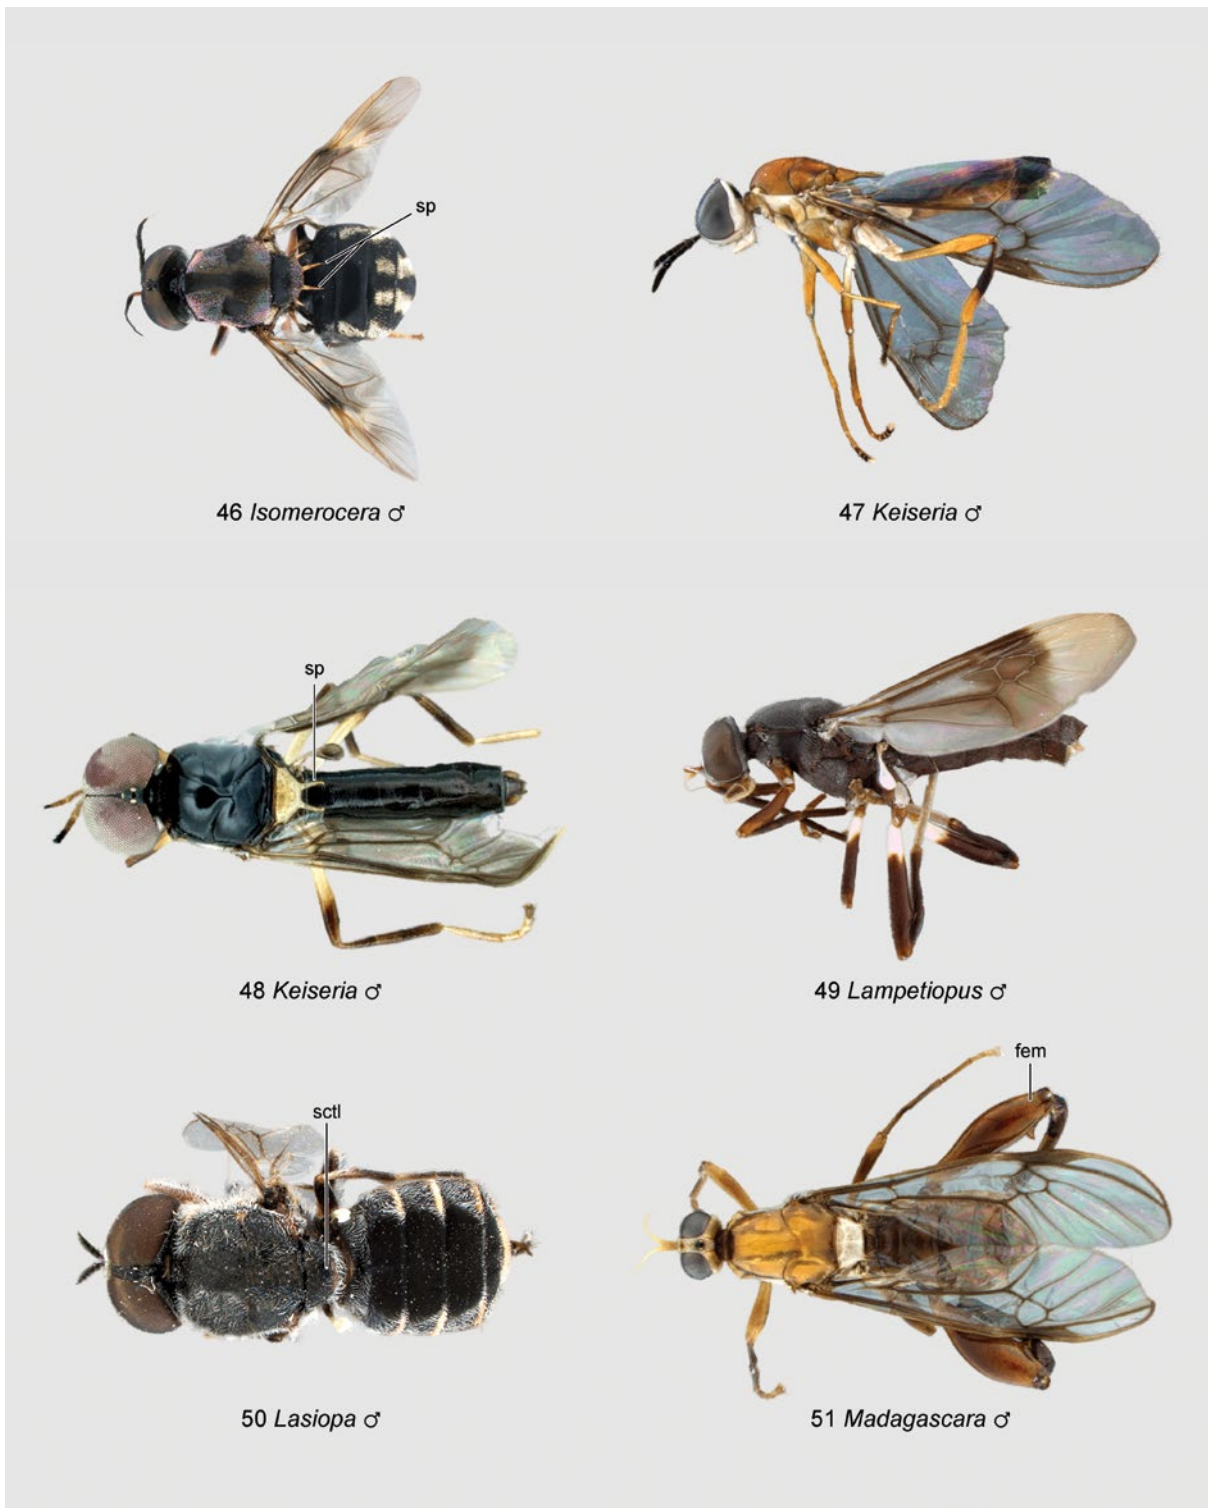 sp
46 Isomerocera ♂
47 Keiseria ♂
sp
48 Keiseria ♂
49 Lampetiopus ♂
sctl
50 Lasiopa ♂
fem
51 Madagascara ♂